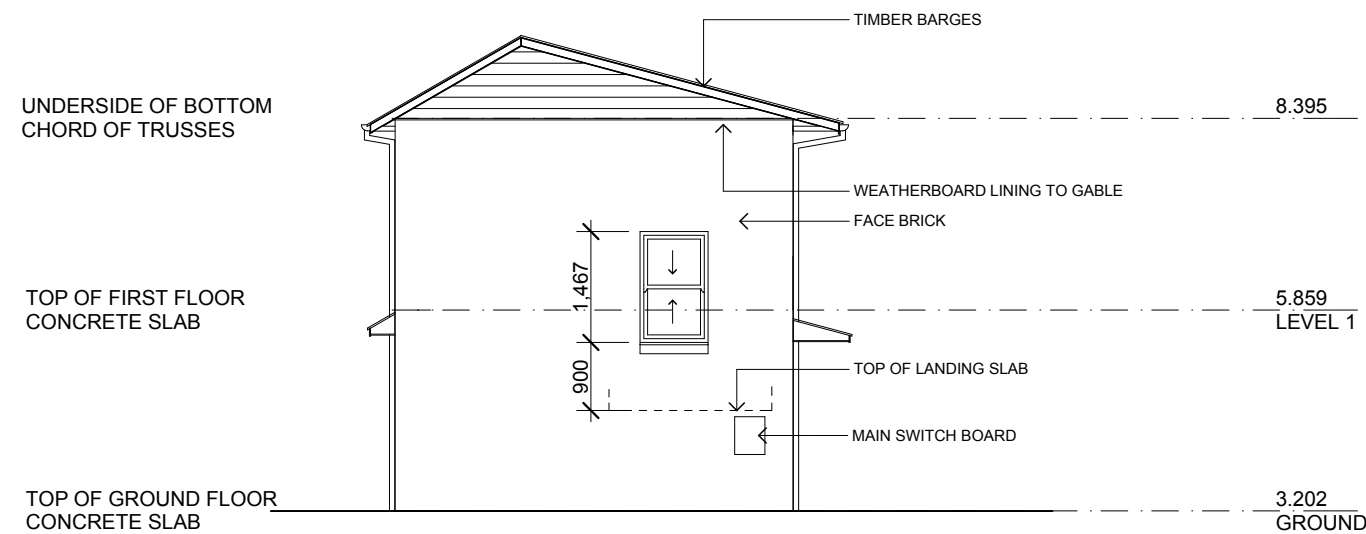 TIMBER BARGES
UNDERSIDE OF BOTTOM
CHORD OF TRUSSES
8.395
WEATHERBOARD LINING TO GABLE
FACE BRICK
1,467
TOP OF FIRST FLOOR
CONCRETE SLAB
5.859
LEVEL 1
900
TOP OF LANDING SLAB
MAIN SWITCH BOARD
TOP OF GROUND FLOOR
CONCRETE SLAB
3.202
GROUND